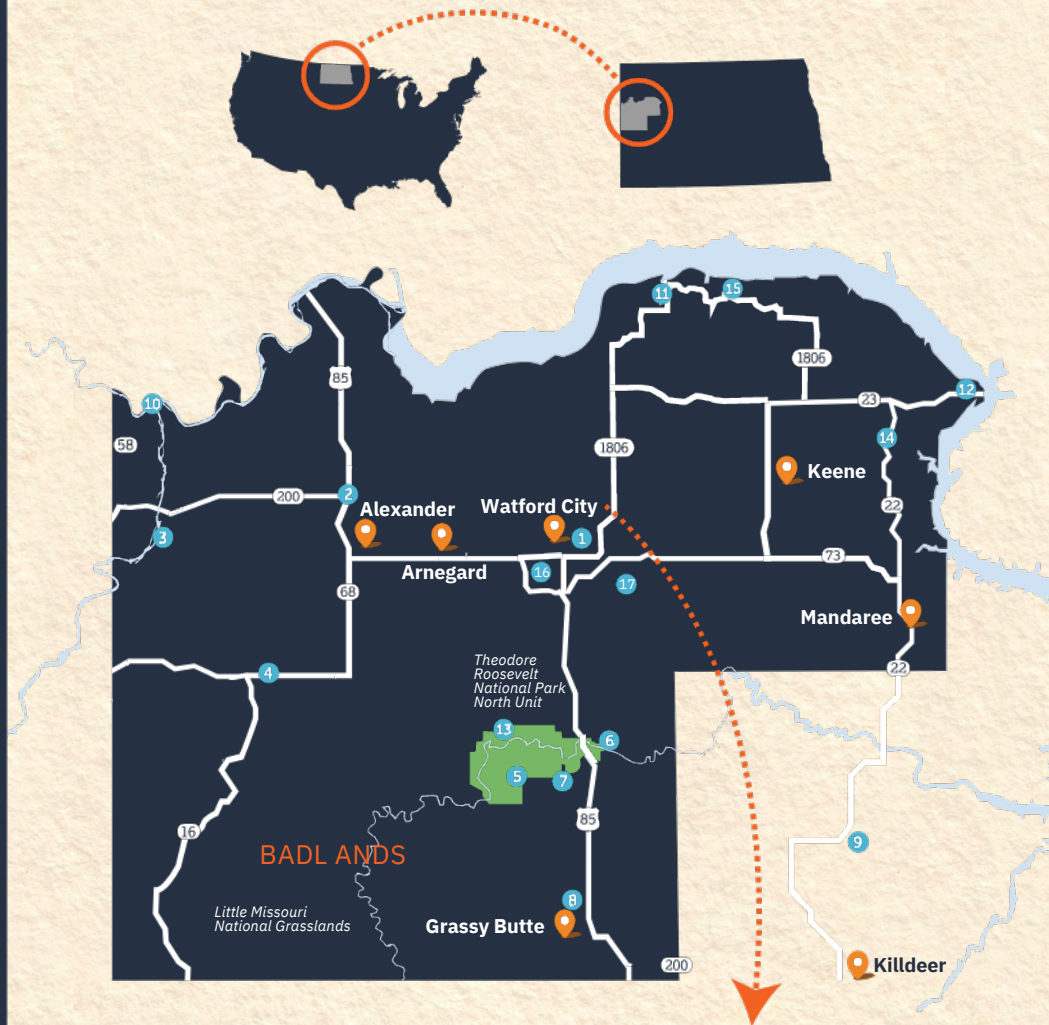 11
15
1806
85
12
23
10
14
58
1806
Keene
200
2
Alexander
Watford City
22
3
1
73
Arnegard
16
17
68
Mandaree
4
Theodore
Roosevelt
National Park
North Unit
22
13
6
5
7
85
16
9
BADLANDS
8
Little Missouri
National Grasslands
Grassy Butte
200
Killdeer